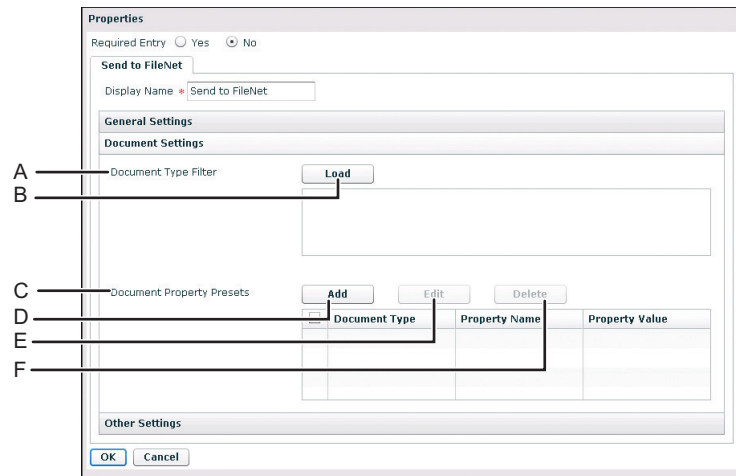 Properties
Required Entry Yes No
Send to FileNet
Display Name * Send to FileNet
General Settings
Document Settings
A Document Type Filter Load
B
C Document Property Presets Add Edit Delete
D Document Type Property Name Property Value
E
F
Other Settings
OK Cancel